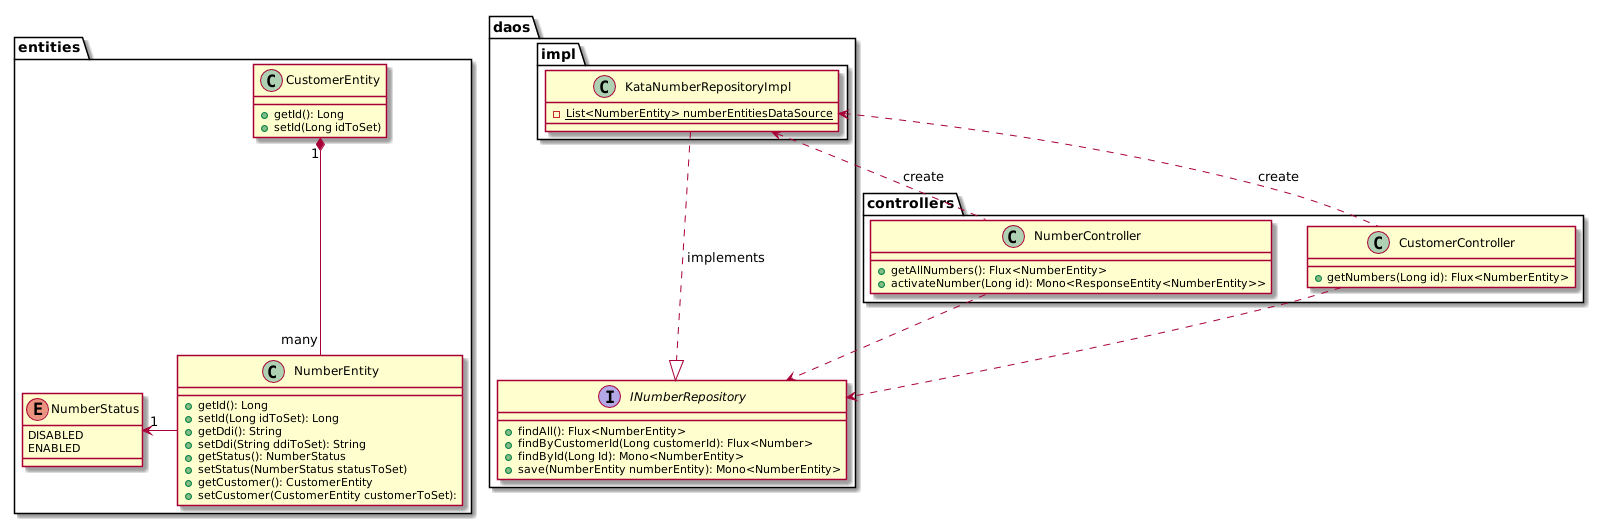 entities
C CustomerEntity
getId(): Long
setId(Long idToSet)
1
many
C NumberEntity
getId(): Long
setId(Long idToSet): Long
getDdi(): String
setDdi(String ddiToSet): String
getStatus(): NumberStatus
setStatus(NumberStatus statusToSet)
getCustomer(): CustomerEntity
setCustomer(CustomerEntity customerToSet):
1
E NumberStatus
DISABLED
ENABLED
daos
impl
C KataNumberRepositoryImpl
List<NumberEntity> numberEntitiesDataSource
implements
I INumberRepository
findAll(): Flux<NumberEntity>
findByCustomerId(Long customerId): Flux<Number>
findById(Long Id): Mono<NumberEntity>
save(NumberEntity numberEntity): Mono<NumberEntity>
create
create
controllers
C NumberController
getAllNumbers(): Flux<NumberEntity>
activateNumber(Long id): Mono<ResponseEntity<NumberEntity>>
C CustomerController
getNumbers(Long id): Flux<NumberEntity>